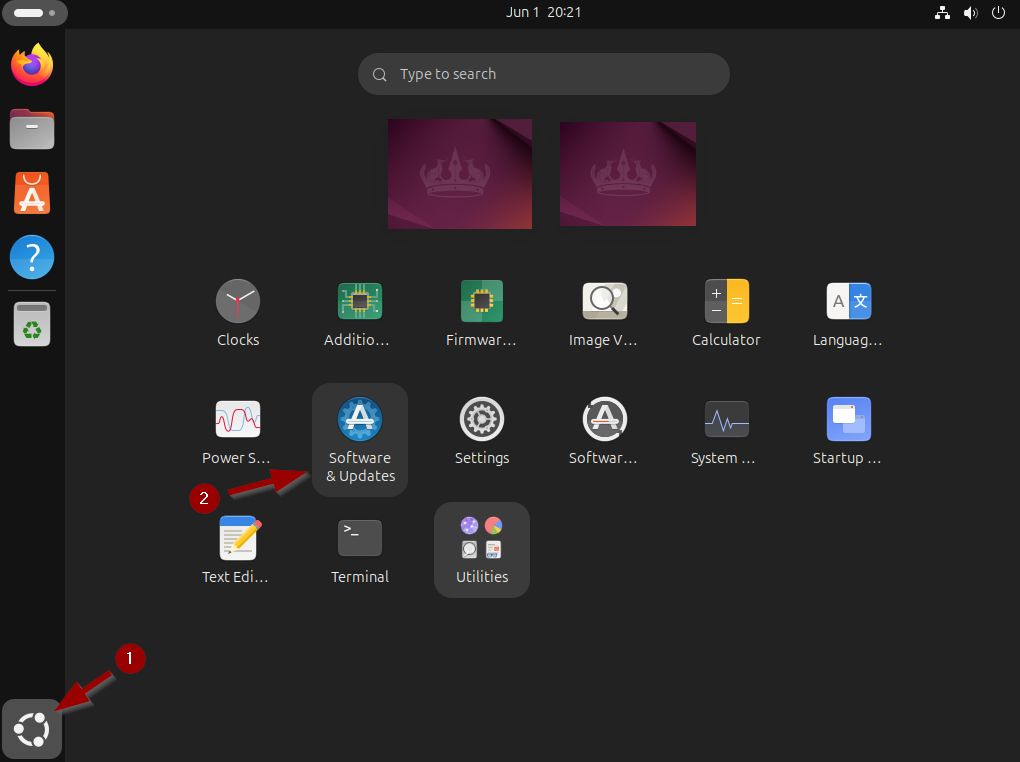 Jun 1 20:21
Type to search
Clocks
Additio...
Firmwar...
Image V...
Calculator
A 文
Languag...
Power S...
Software
& Updates
Settings
Softwar...
System ...
Startup ...
2
>_
Text Edi...
Terminal
Utilities
1